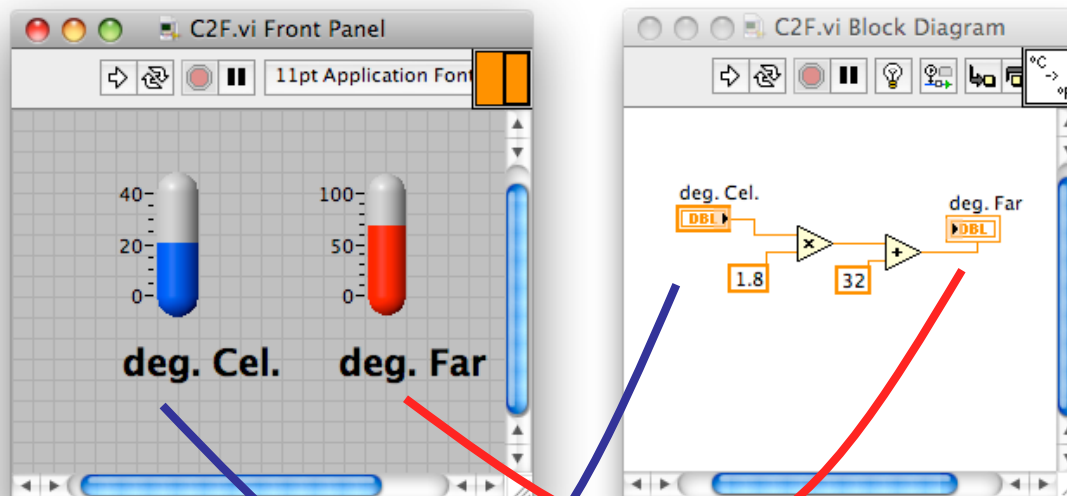 C2F.vi Front Panel
11pt Application Font
40
20
0
100
50
0
deg. Cel.
deg. Far
C2F.vi Block Diagram
°C
->
°F
deg. Cel.
DBL
×
1.8
+
32
deg. Far
DBL